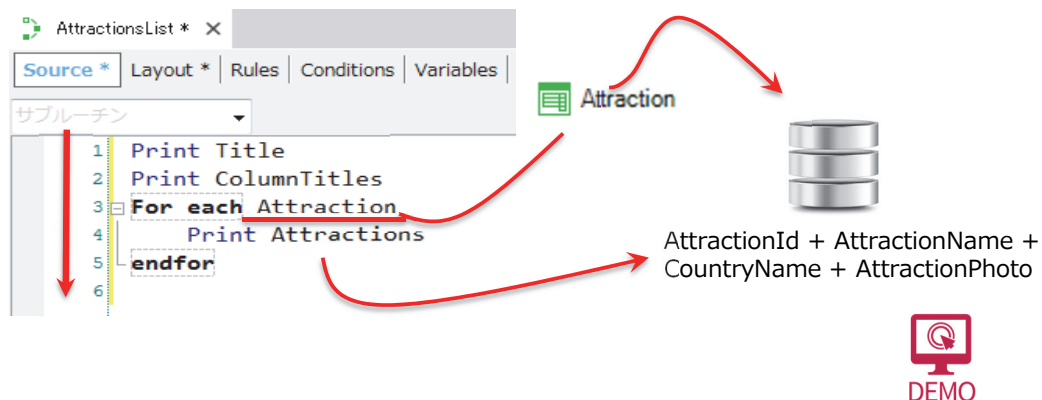 AttractionsList * ×
Source * Layout * Rules Conditions Variables
サブルーチン
1 Print Title
2 Print ColumnTitles
3 For each Attraction
4 Print Attractions
5 endfor
6
Attraction
AttractionId + AttractionName +
CountryName + AttractionPhoto
DEMO